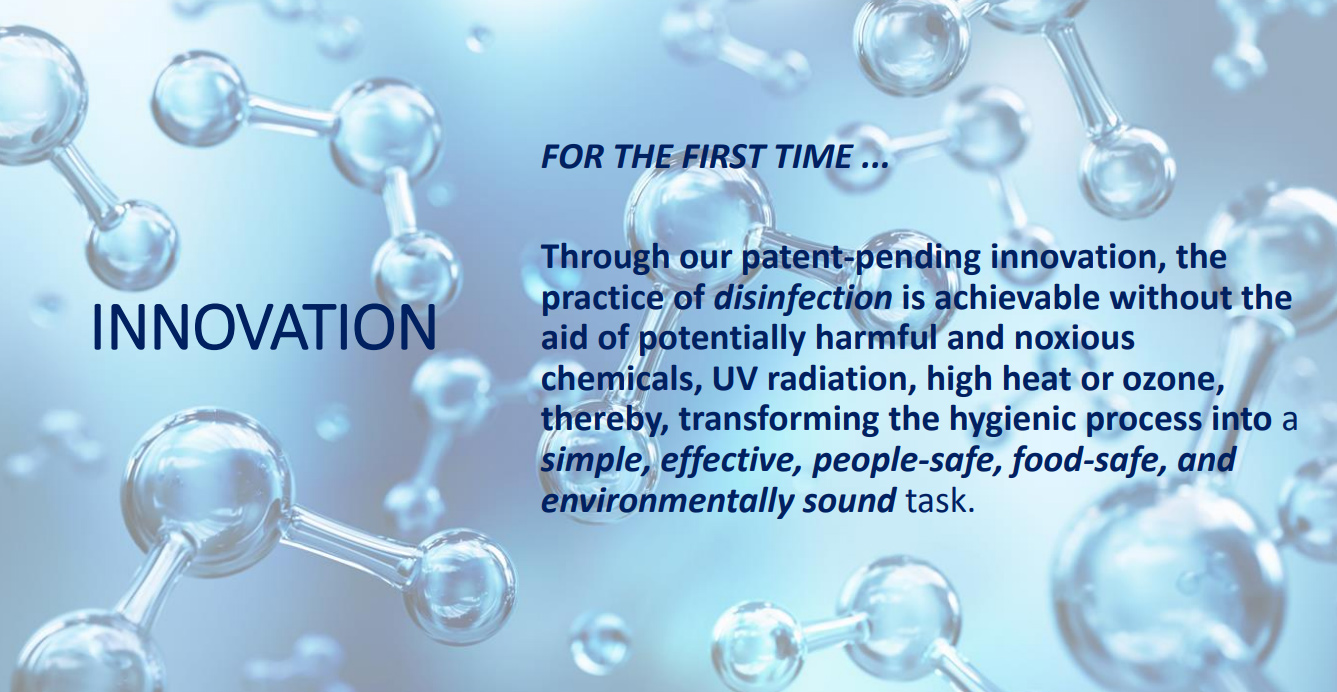 INNOVATION
FOR THE FIRST TIME ...
Through our patent-pending innovation, the
practice of disinfection is achievable without the
aid of potentially harmful and noxious
chemicals, UV radiation, high heat or ozone,
thereby, transforming the hygienic process into a
simple, effective, people-safe, food-safe, and
environmentally sound task.